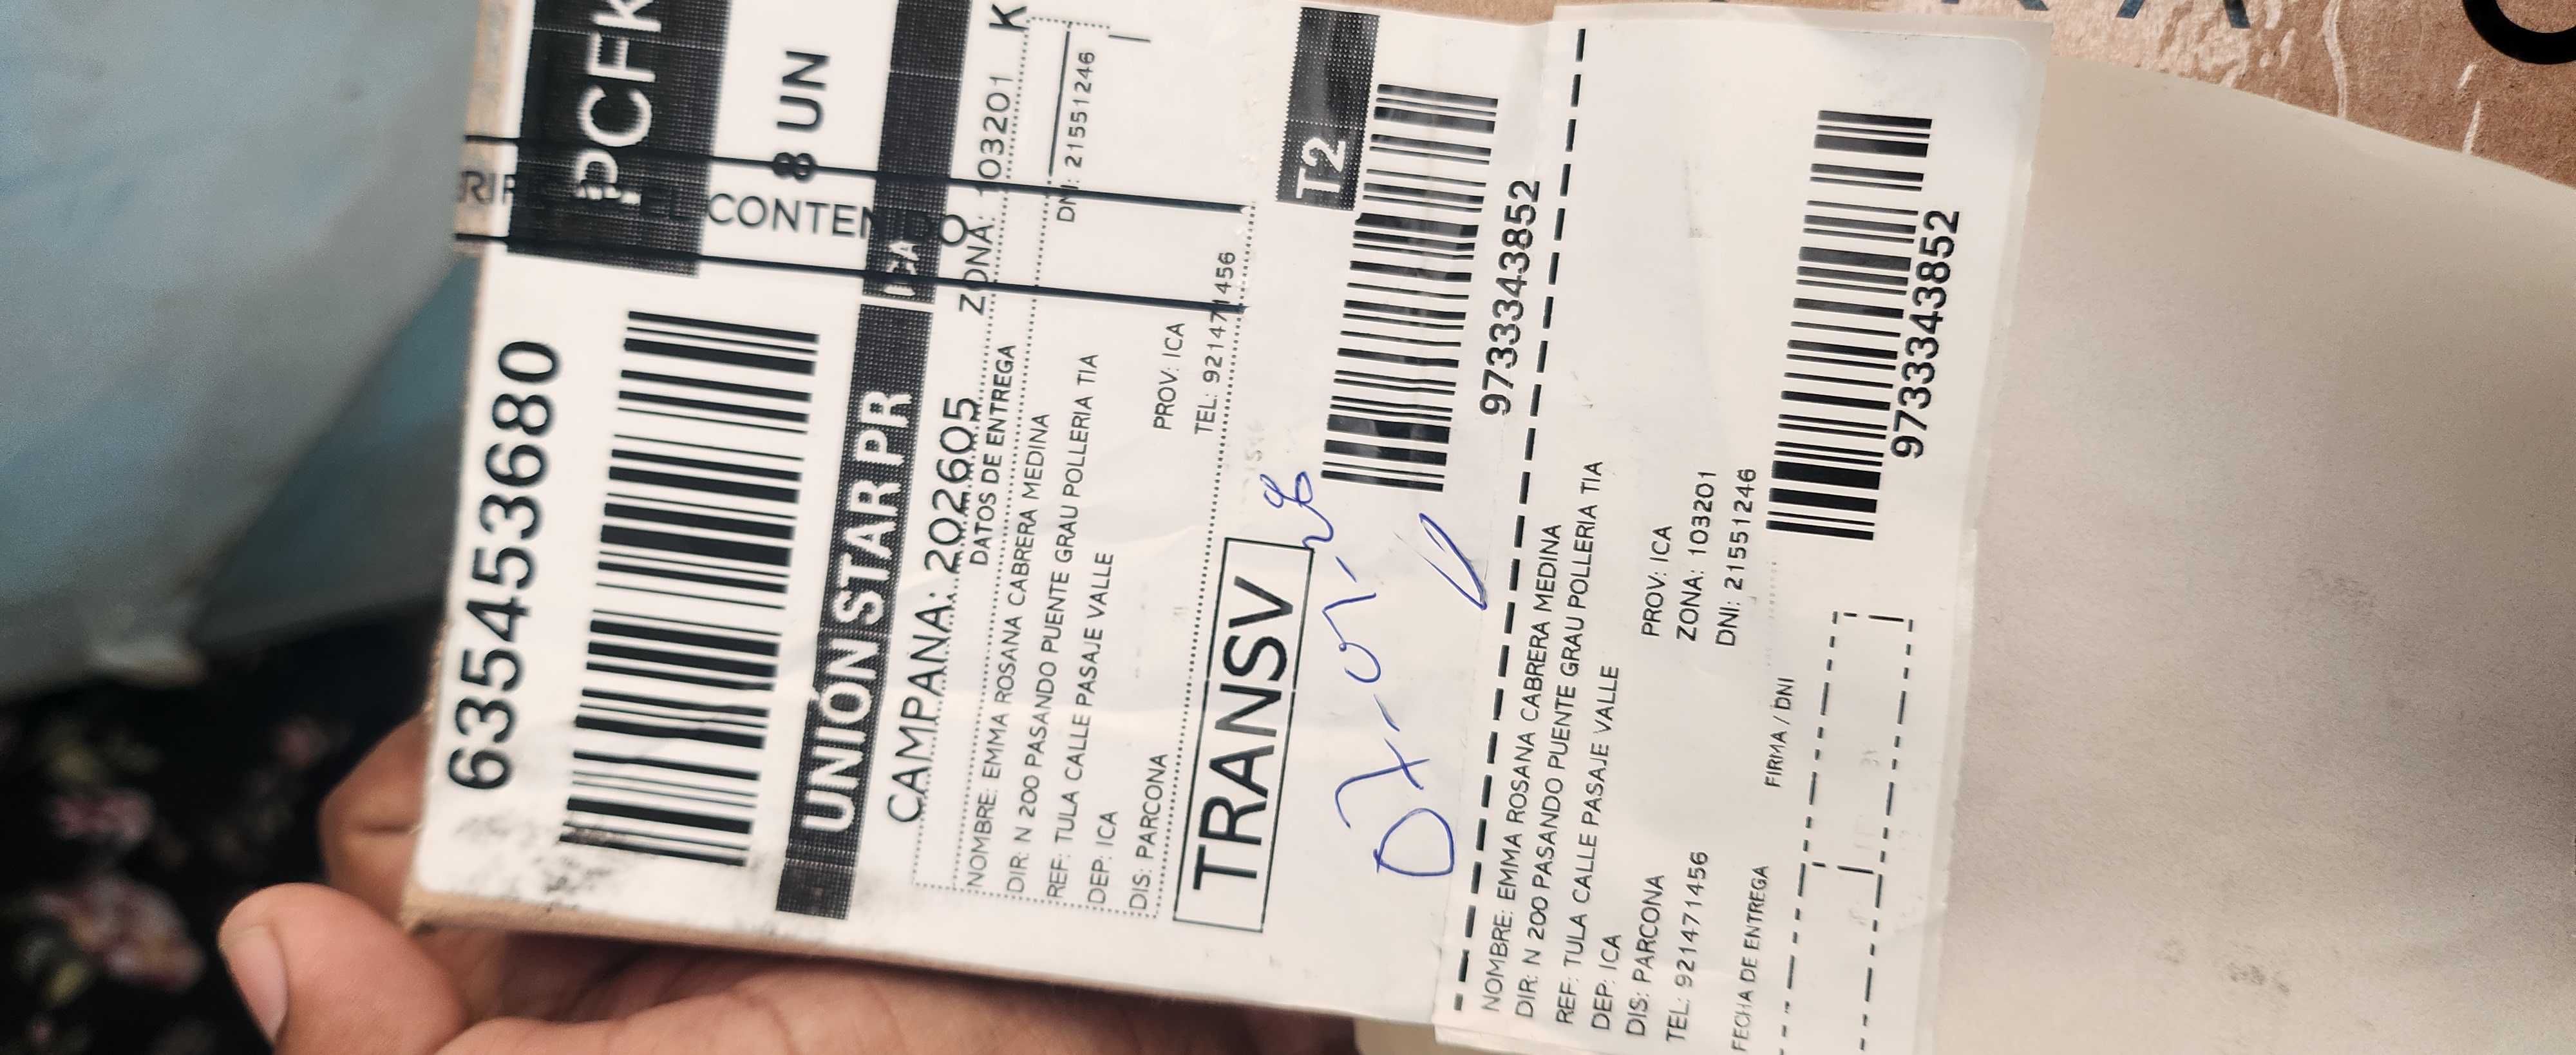 635453680
PCFK
8 UN
CONTENIDO
UNIÓN STAR PR
ICA
CAMPAÑA: 202605
ZONA: 103201 K
DATOS DE ENTREGA
NOMBRE: EMMA ROSANA CABRERA MEDINA
DNI: 21551246
DIR: N 200 PASANDO PUENTE GRAU POLLERIA TIA
REF: TULA CALLE PASAJE VALLE
DEP: ICA
PROV: ICA
DIS: PARCONA
TEL: 921471456
TRANSV
T2
9733343852
NOMBRE: EMMA ROSANA CABRERA MEDINA
DIR: N 200 PASANDO PUENTE GRAU POLLERIA TIA
REF: TULA CALLE PASAJE VALLE
DEP: ICA
PROV: ICA
DIS: PARCONA
ZONA: 103201
TEL: 921471456
DNI: 21551246
FECHA DE ENTREGA
FIRMA / DNI
9733343852